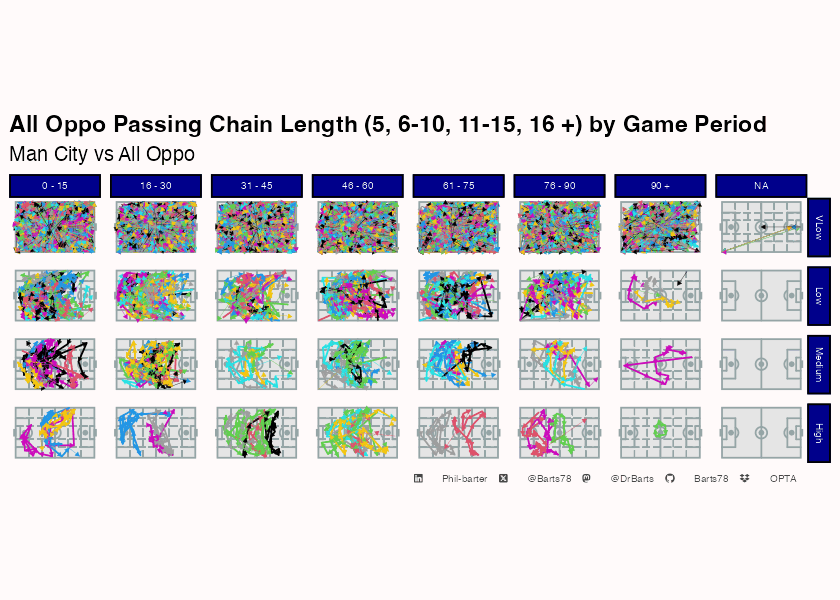 All Oppo Passing Chain Length (5, 6-10, 11-15, 16 +) by Game Period
Man City vs All Oppo
0 - 15 16 - 30 31 - 45 46 - 60 61 - 75 76 - 90 90 + NA
VLow
Low
Medium
High
Phil-barter @Barts78 @DrBarts Barts78 OPTA